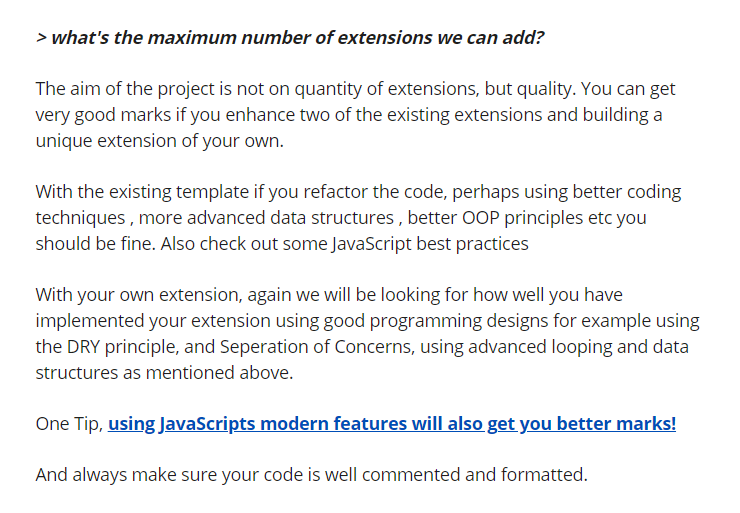 > what's the maximum number of extensions we can add?
The aim of the project is not on quantity of extensions, but quality. You can get
very good marks if you enhance two of the existing extensions and building a
unique extension of your own.
With the existing template if you refactor the code, perhaps using better coding
techniques , more advanced data structures , better OOP principles etc you
should be fine. Also check out some JavaScript best practices
With your own extension, again we will be looking for how well you have
implemented your extension using good programming designs for example using
the DRY principle, and Seperation of Concerns, using advanced looping and data
structures as mentioned above.
One Tip, using JavaScripts modern features will also get you better marks!
And always make sure your code is well commented and formatted.